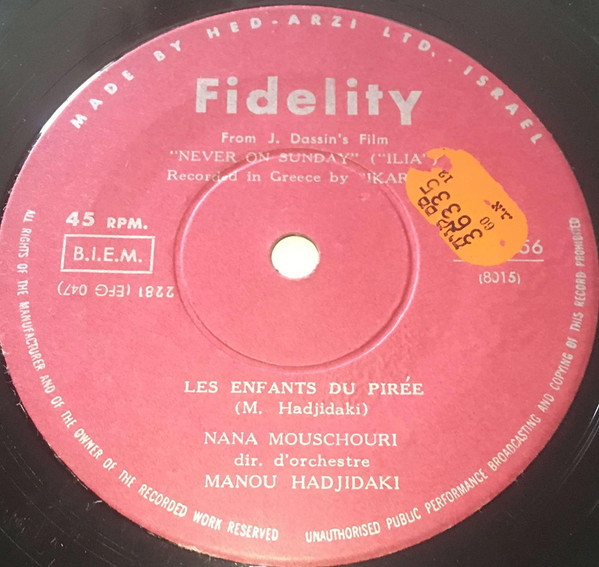 MADE BY HED-ARZI LTD. · ISRAEL
Fidelity
From J. Dassin's Film
"NEVER ON SUNDAY" ("ILIA")
Recorded in Greece by
45 RPM.
B.I.E.M.
2281 (EFG 047)
36335
60
56
(8015)
LES ENFANTS DU PIRÉE
(M. Hadjidaki)
NANA MOUSCHOURI
dir. d'orchestre
MANOU HADJIDAKI
ALL RIGHTS OF THE MANUFACTURER AND OF THE OWNER OF THE RECORDED WORK RESERVED
UNAUTHORISED PUBLIC PERFORMANCE BROADCASTING AND COPYING OF THIS RECORD PROHIBITED